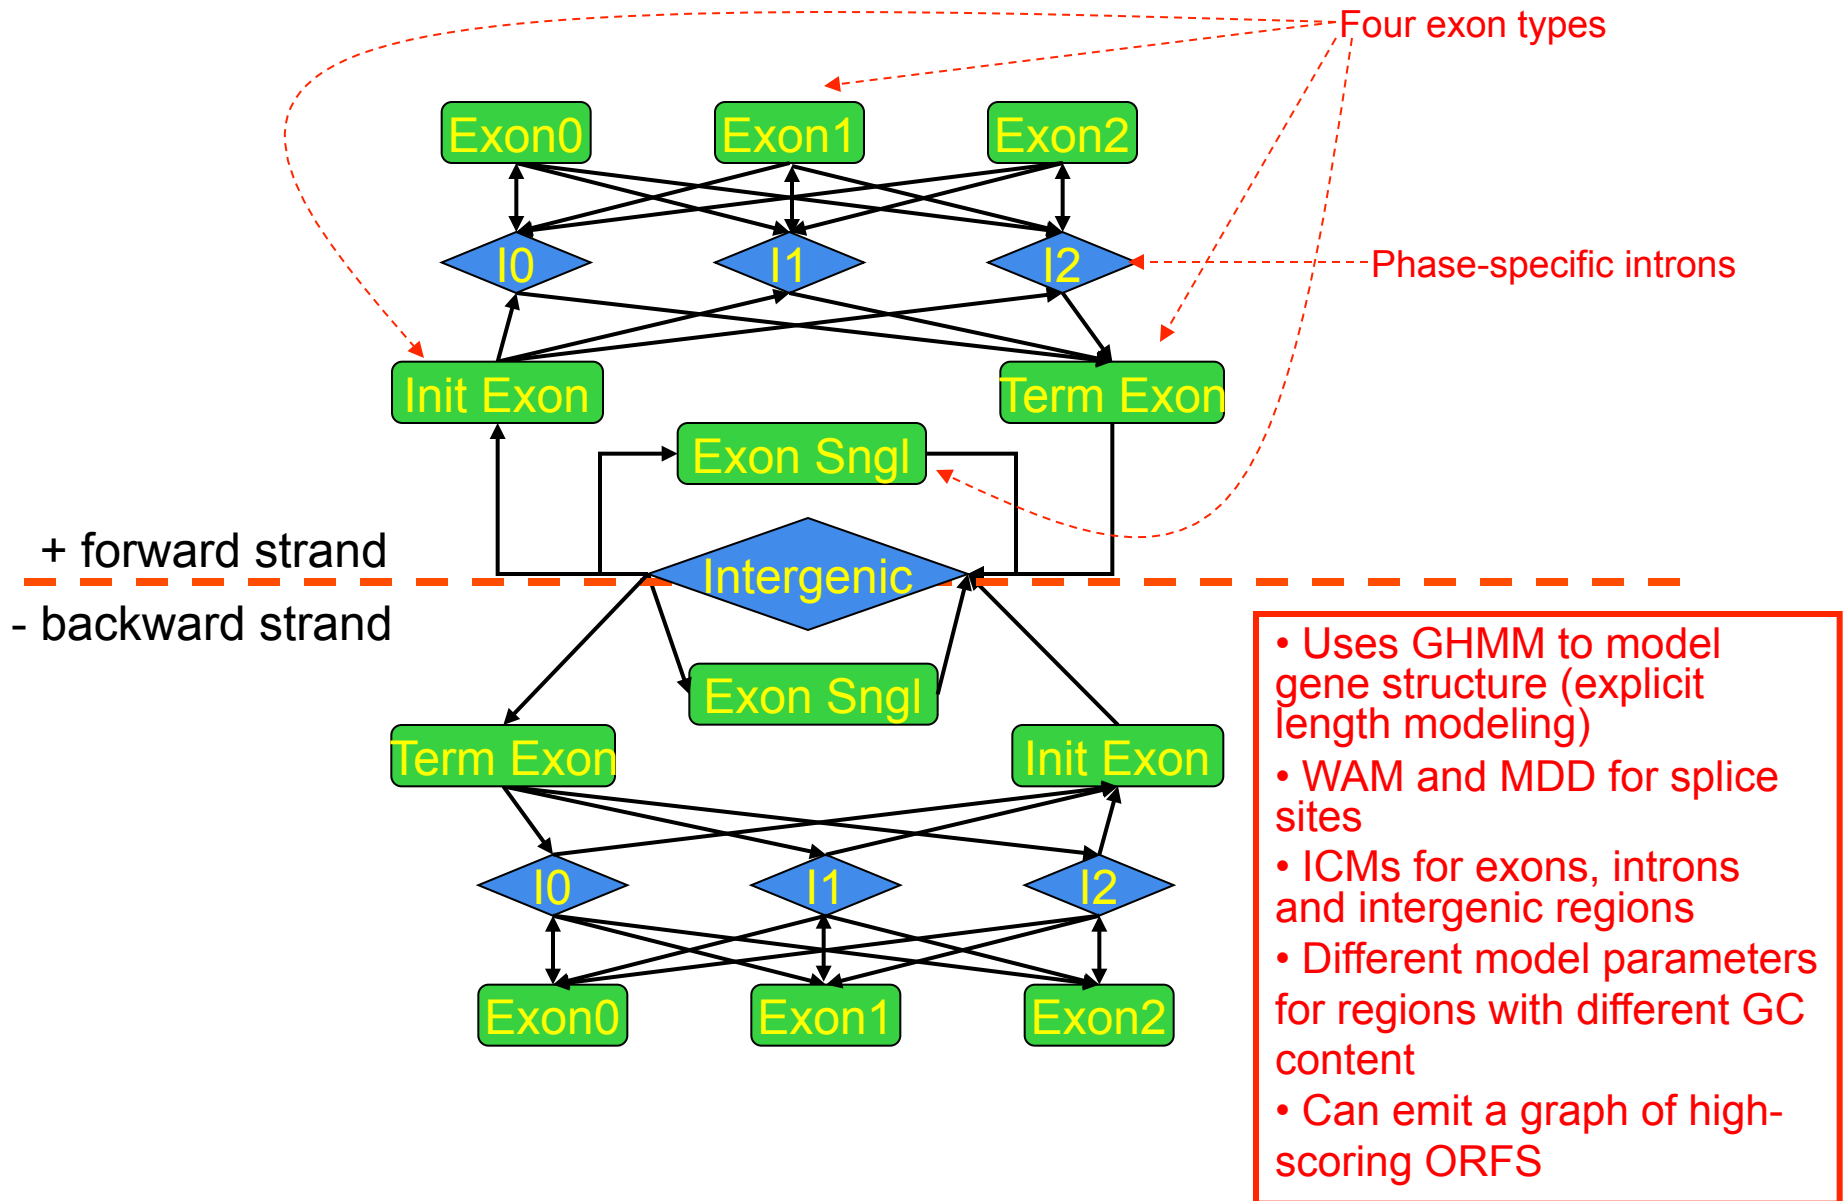 Four exon types
Exon0
Exon1
Exon2
I0
I1
I2
Phase-specific introns
Init Exon
Term Exon
Exon Sngl
+ forward strand
Intergenic
- backward strand
Exon Sngl
Term Exon
Init Exon
I0
I1
I2
Exon0
Exon1
Exon2
• Uses GHMM to model
gene structure (explicit
length modeling)
• WAM and MDD for splice
sites
• ICMs for exons, introns
and intergenic regions
• Different model parameters
for regions with different GC
content
• Can emit a graph of high-
scoring ORFS